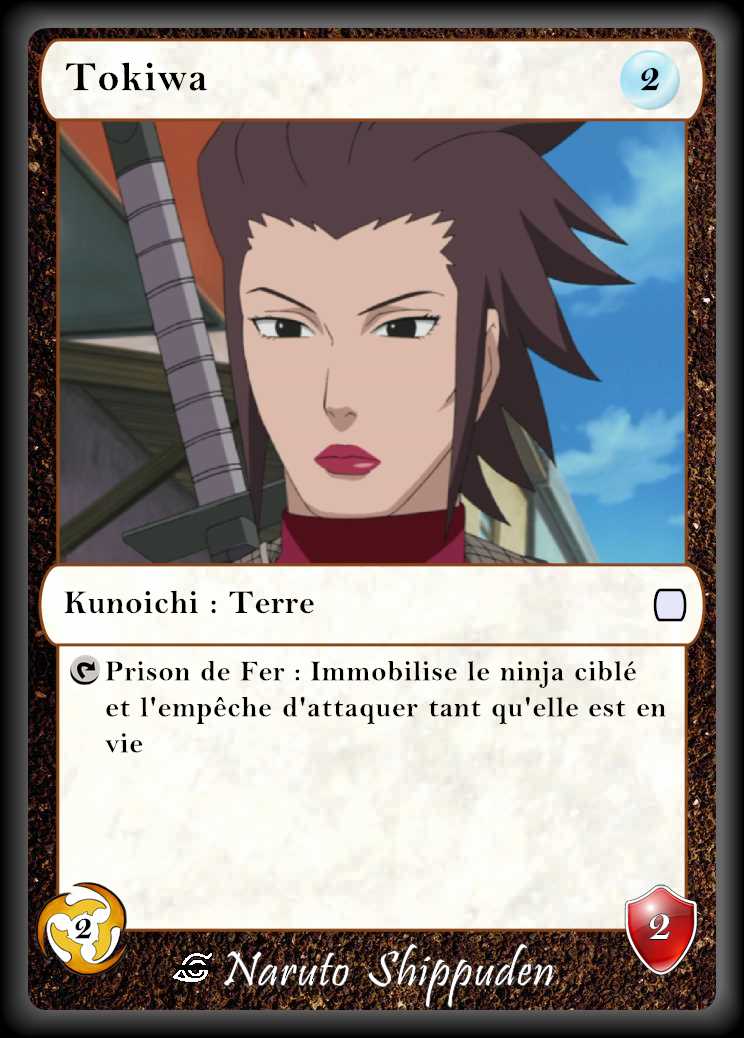 Tokiwa
2
Kunoichi : Terre
Prison de Fer : Immobilise le ninja ciblé
et l'empêche d'attaquer tant qu'elle est en
vie
2
2
Naruto Shippuden